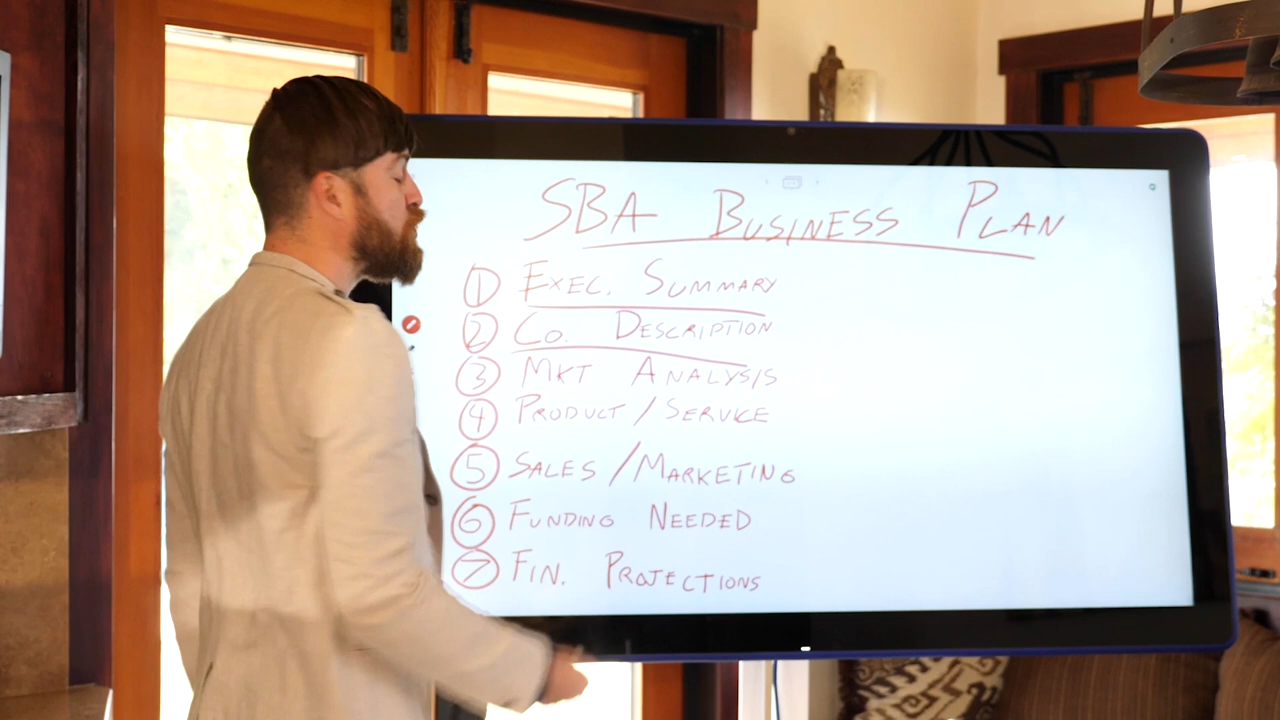 SBA BUSINESS PLAN
1 EXEC. SUMMARY
2 CO. DESCRIPTION
3 MKT ANALYSIS
4 PRODUCT / SERVICE
5 SALES / MARKETING
6 FUNDING NEEDED
7 FIN. PROJECTIONS